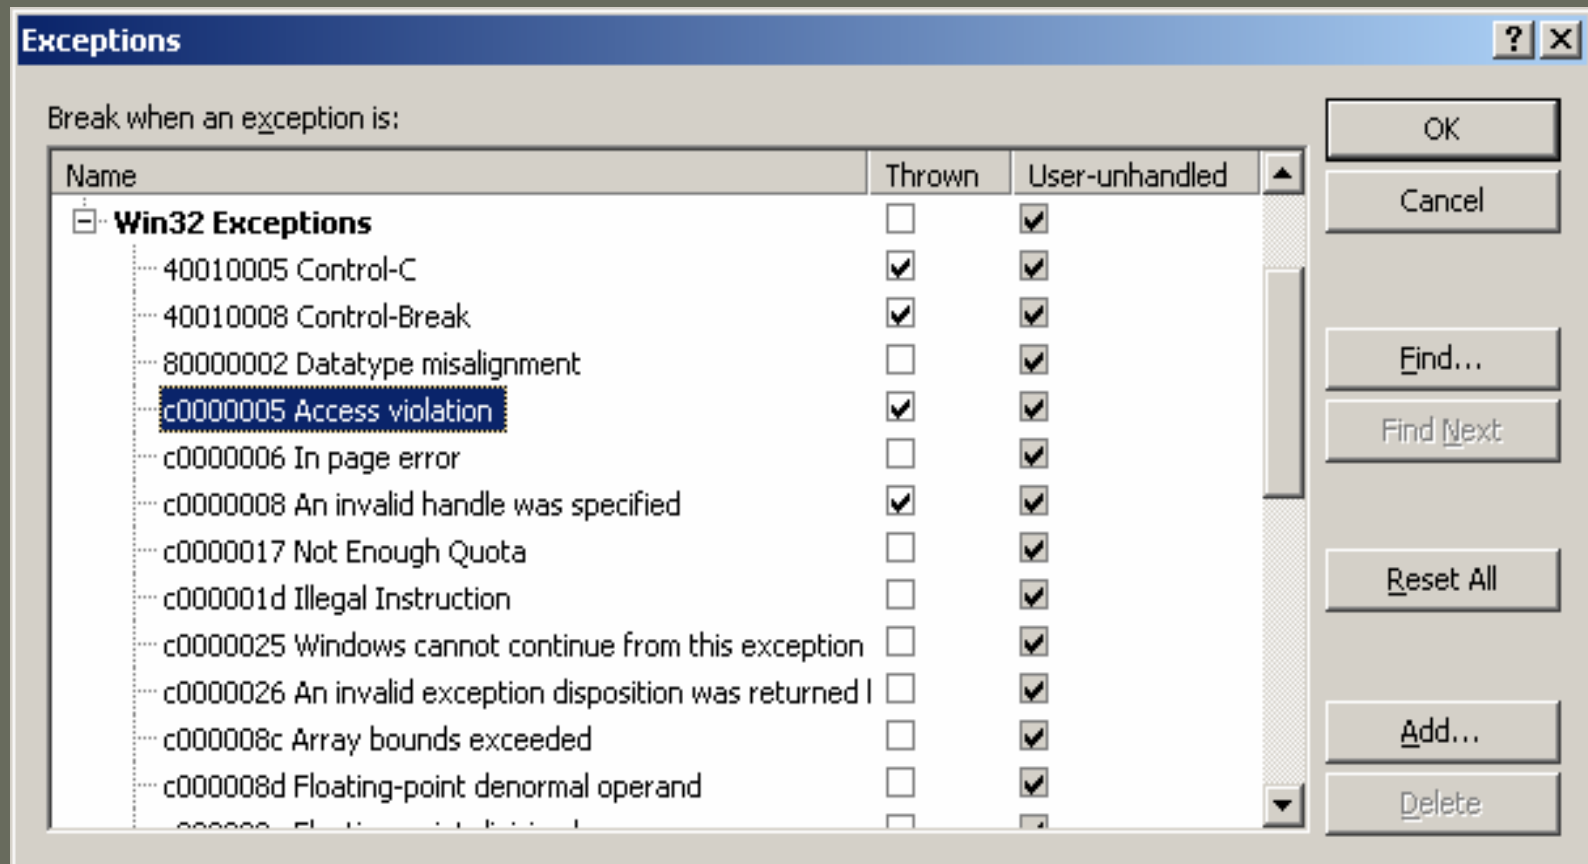 Exceptions
Break when an exception is:
Name Thrown User-unhandled
Win32 Exceptions
40010005 Control-C
40010008 Control-Break
80000002 Datatype misalignment
c0000005 Access violation
c0000006 In page error
c0000008 An invalid handle was specified
c0000017 Not Enough Quota
c000001d Illegal Instruction
c0000025 Windows cannot continue from this exception
c0000026 An invalid exception disposition was returned
c000008c Array bounds exceeded
c000008d Floating-point denormal operand
OK
Cancel
Find...
Find Next
Reset All
Add...
Delete